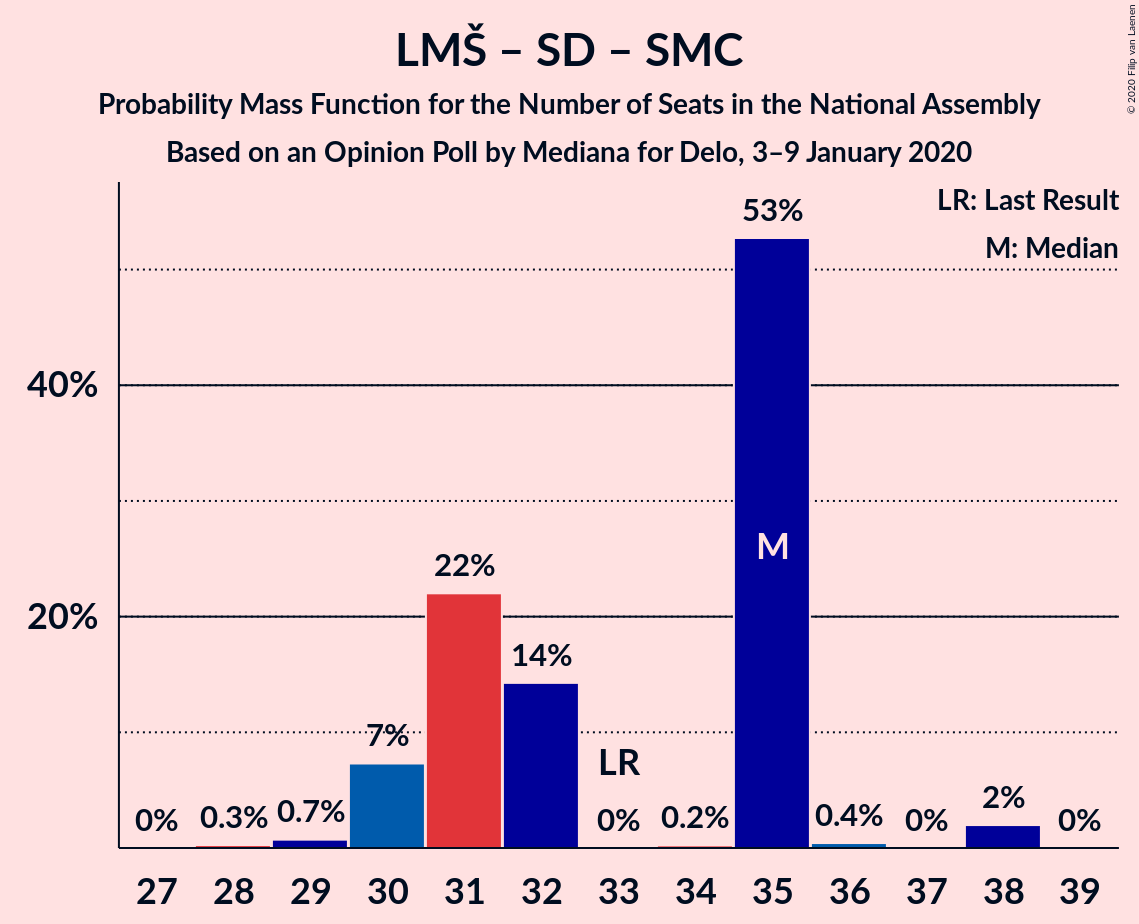 LMŠ – SD – SMC
Probability Mass Function for the Number of Seats in the National Assembly
Based on an Opinion Poll by Mediana for Delo, 3–9 January 2020
© 2020 Filip van Laenen
LR: Last Result
M: Median
40%
20%
0%
0.3%
0.7%
7%
22%
14%
LR
0%
0.2%
53%
M
0.4%
0%
2%
0%
27 28 29 30 31 32 33 34 35 36 37 38 39